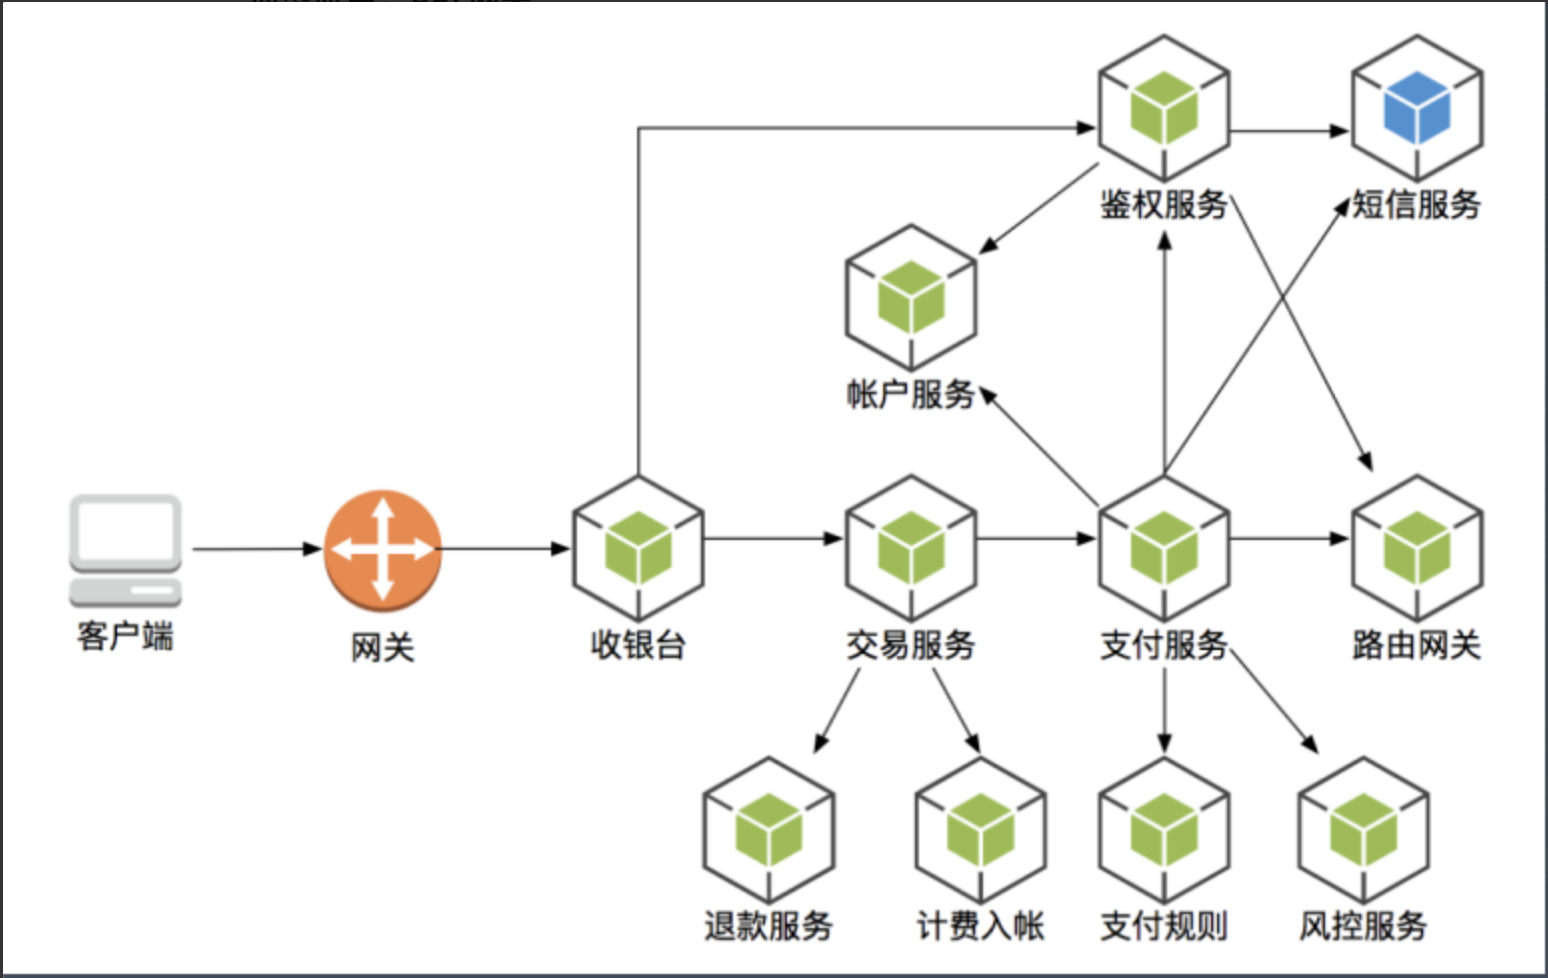 鉴权服务
短信服务
帐户服务
客户端
网关
收银台
交易服务
支付服务
路由网关
退款服务
计费入帐
支付规则
风控服务